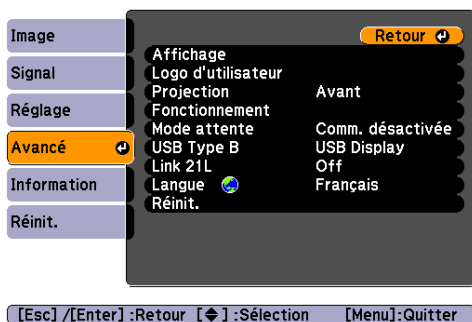 Image
Signal
Réglage
Avancé
Information
Réinit.
Retour
Affichage
Logo d'utilisateur
Projection Avant
Fonctionnement
Mode attente Comm. désactivée
USB Type B USB Display
Link 21L Off
Langue Français
Réinit.
[Esc] /[Enter] :Retour [◆] :Sélection [Menu]:Quitter